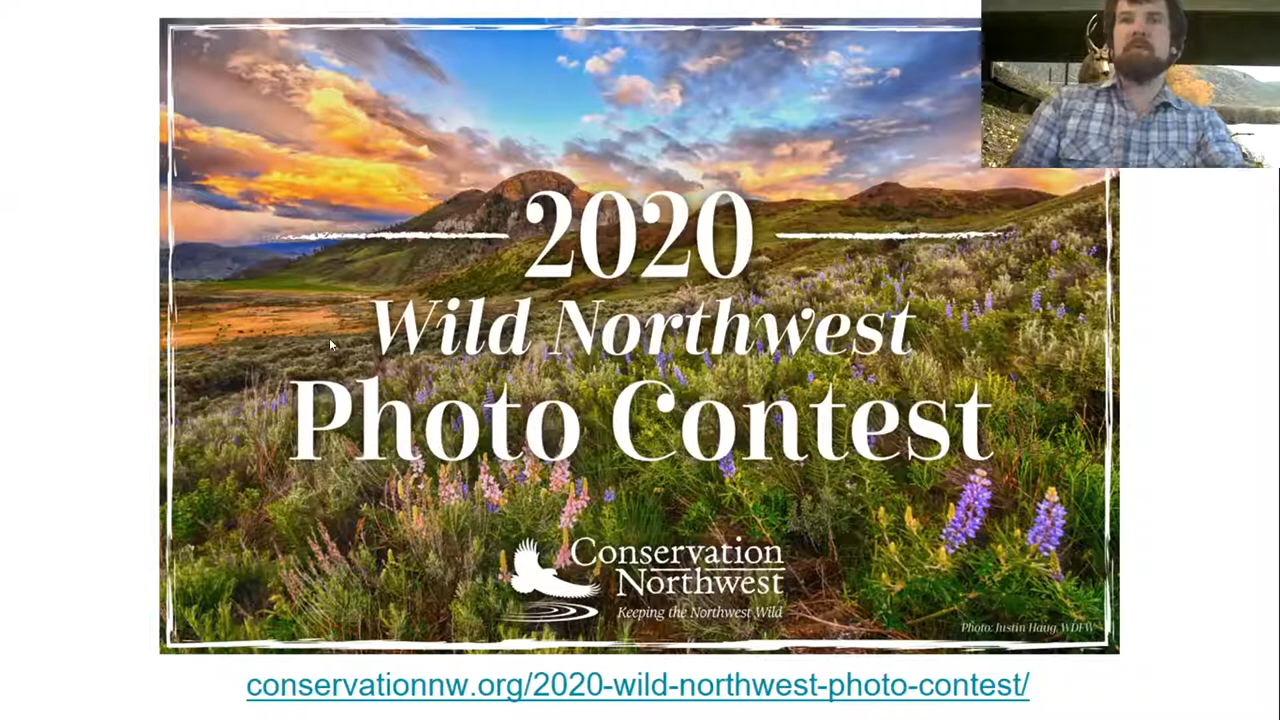 2020
Wild Northwest
Photo Contest
Conservation
Northwest
Keeping the Northwest Wild
Photo: Justin Haug, WDFW
conservationnw.org/2020-wild-northwest-photo-contest/